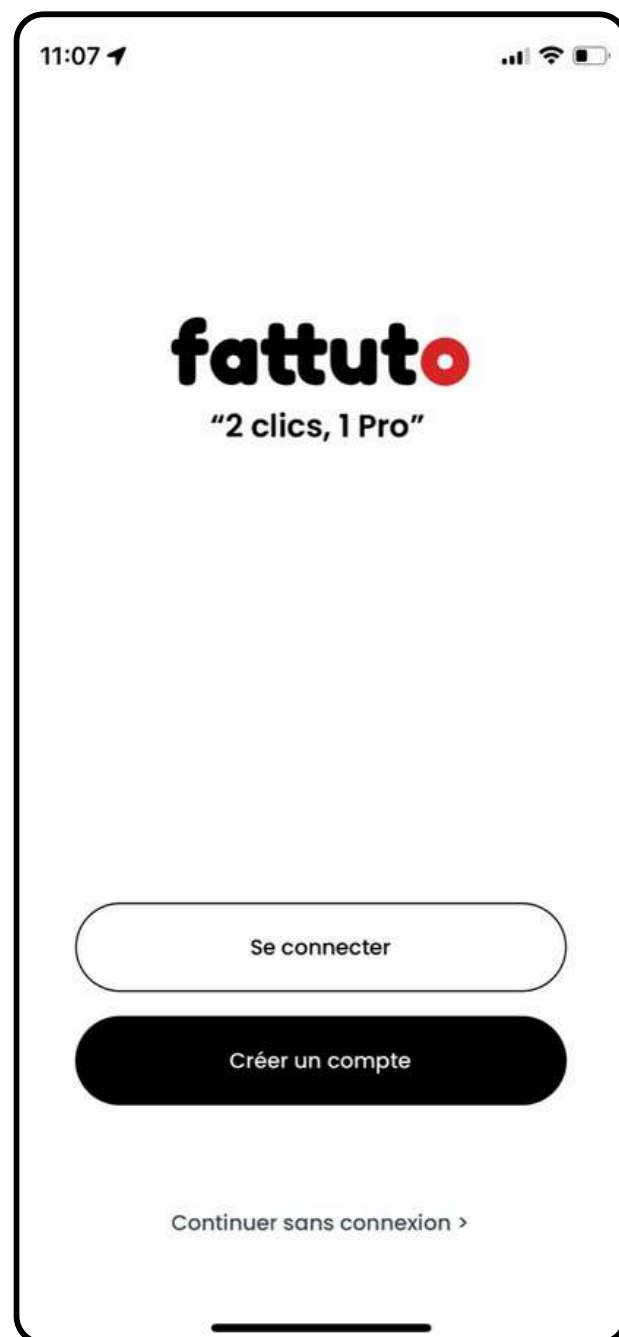 11:07
fattuto
“2 clics, 1 Pro”
Se connecter
Créer un compte
Continuer sans connexion >